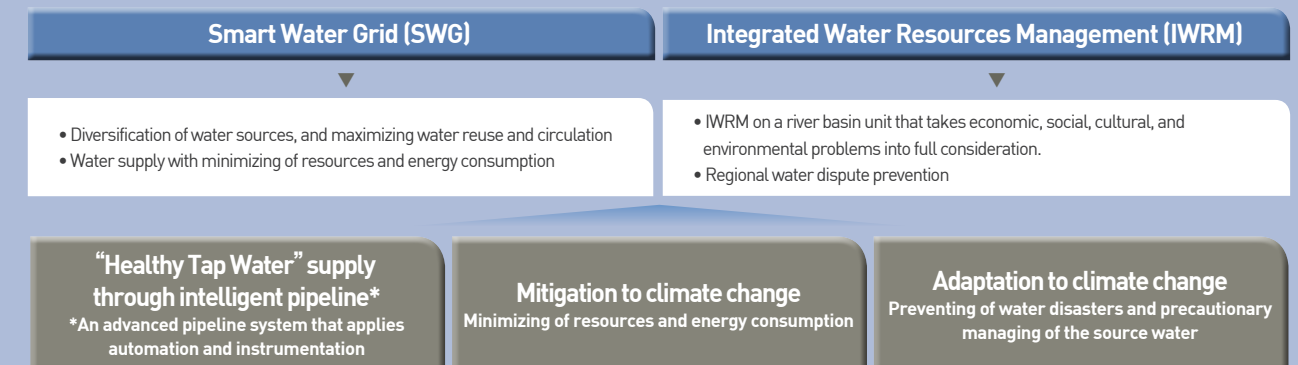 Smart Water Grid (SWG)
• Diversification of water sources, and maximizing water reuse and circulation
• Water supply with minimizing of resources and energy consumption
Integrated Water Resources Management (IWRM)
• IWRM on a river basin unit that takes economic, social, cultural, and
environmental problems into full consideration.
• Regional water dispute prevention
“Healthy Tap Water” supply
through intelligent pipeline*
*An advanced pipeline system that applies
automation and instrumentation
Mitigation to climate change
Minimizing of resources and energy consumption
Adaptation to climate change
Preventing of water disasters and precautionary
managing of the source water